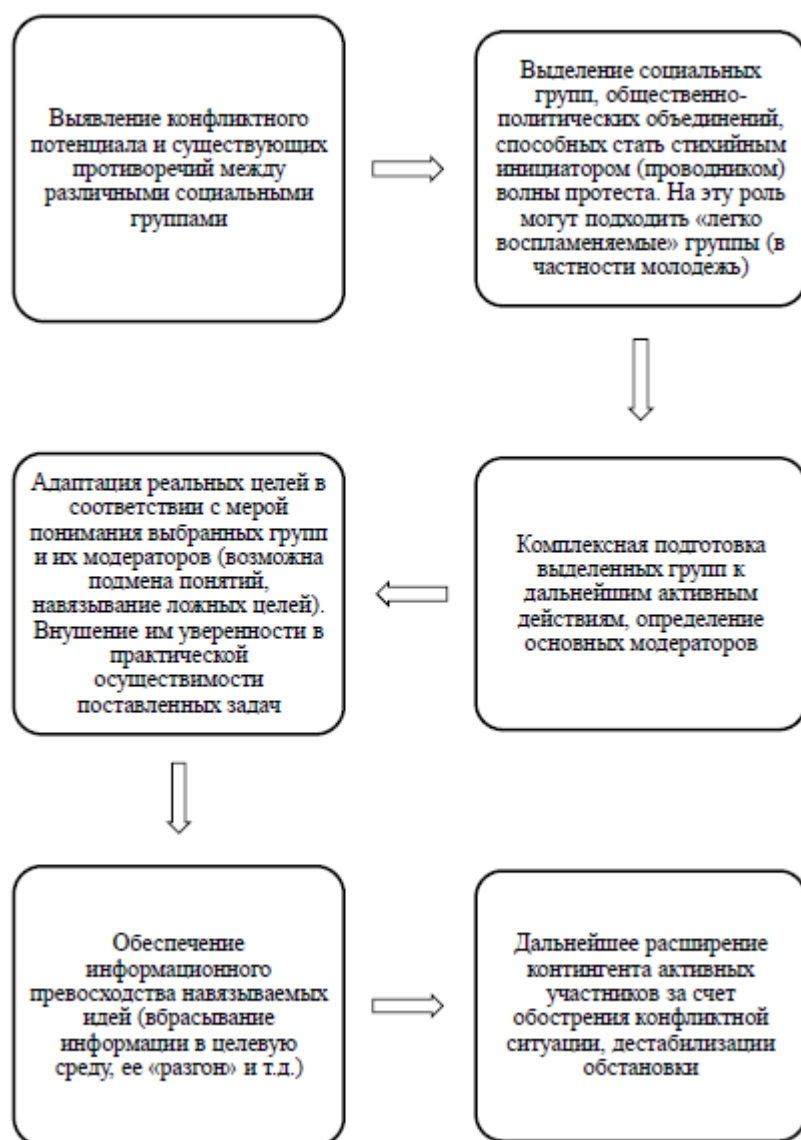 Выявление конфликтного
потенциала и существующих
противоречий между
различными социальными
группами
Выделение социальных
групп, общественно-
политических объединений,
способных стать стихийным
инициатором (проводником)
волны протеста. На эту роль
могут подходить «легко
воспламеняемые» группы (в
частности молодежь)
Комплексная подготовка
выделенных групп к
дальнейшим активным
действиям, определение
основных модераторов
Адаптация реальных целей в
соответствии с мерой
понимания выбранных групп
и их модераторов (возможна
подмена понятий,
навязывание ложных целей).
Внушение им уверенности в
практической
осуществимости
поставленных задач
Обеспечение
информационного
превосходства навязываемых
идей (вбрасывание
информации в целевую
среду, ее «разгон» и т.д.)
Дальнейшее расширение
контингента активных
участников за счет
обострения конфликтной
ситуации, дестабилизации
обстановки